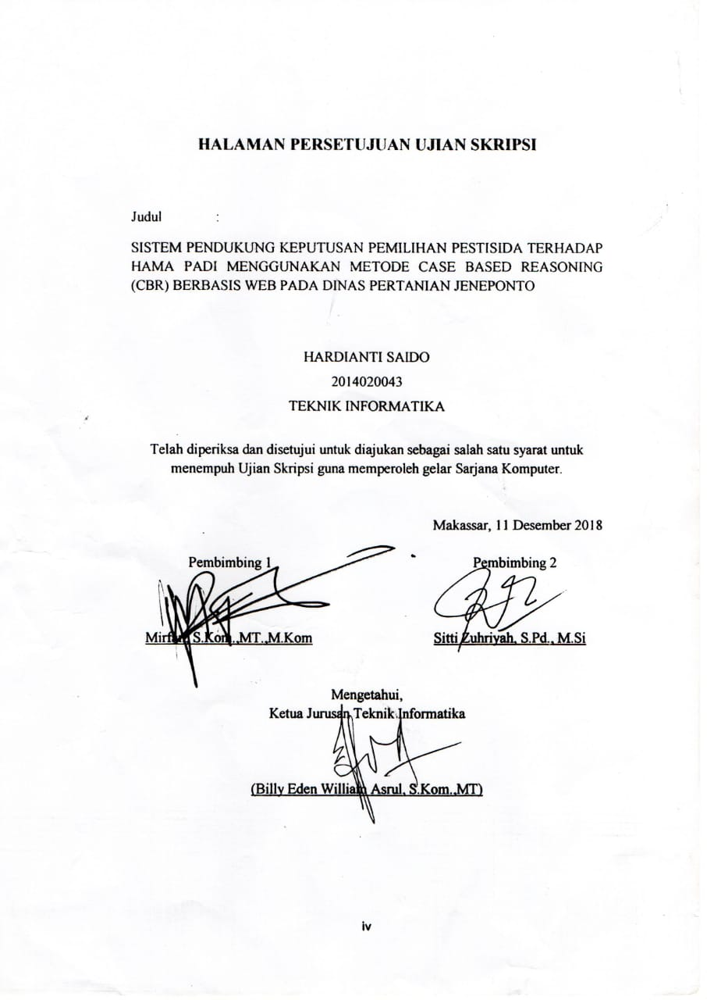 HALAMAN PERSETUJUAN UJIAN SKRIPSI
Judul :
SISTEM PENDUKUNG KEPUTUSAN PEMILIHAN PESTISIDA TERHADAP
HAMA PADI MENGGUNAKAN METODE CASE BASED REASONING
(CBR) BERBASIS WEB PADA DINAS PERTANIAN JENEPONTO
HARDIANTI SAIDO
2014020043
TEKNIK INFORMATIKA
Telah diperiksa dan disetujui untuk diajukan sebagai salah satu syarat untuk
menempuh Ujian Skripsi guna memperoleh gelar Sarjana Komputer.
Makassar, 11 Desember 2018
Pembimbing 1 Pembimbing 2
S.Kom.,MT.,M.Kom Sitti Zuhriyah, S.Pd., M.Si
Mengetahui,
Ketua Jurusan Teknik Informatika
(Billy Eden William Asrul, S.Kom.,MT)
iv